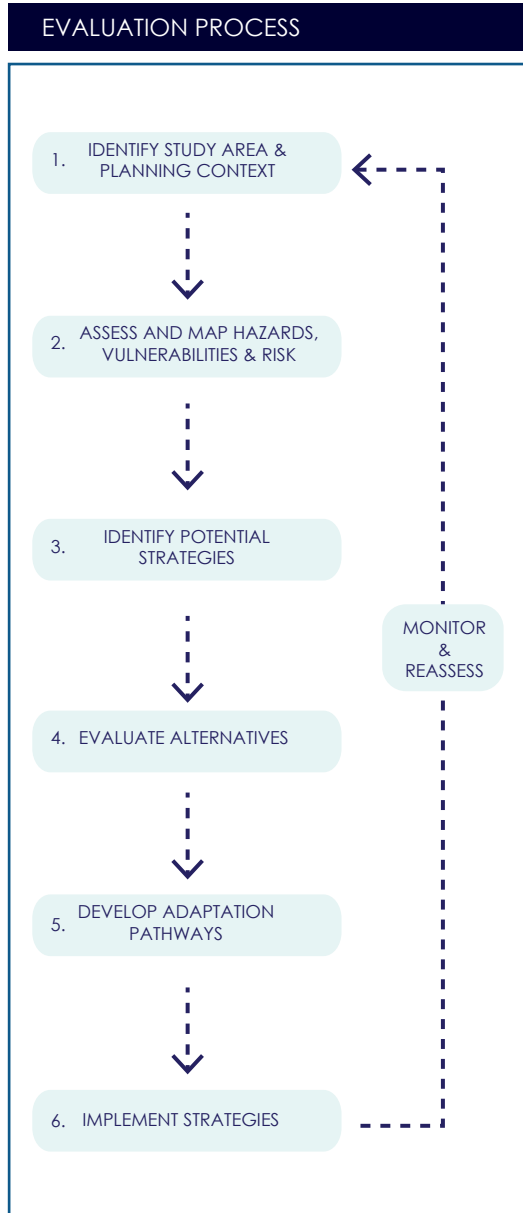 EVALUATION PROCESS
1. IDENTIFY STUDY AREA &
PLANNING CONTEXT
2. ASSESS AND MAP HAZARDS,
VULNERABILITIES & RISK
3. IDENTIFY POTENTIAL
STRATEGIES
4. EVALUATE ALTERNATIVES
5. DEVELOP ADAPTATION
PATHWAYS
6. IMPLEMENT STRATEGIES
MONITOR
&
REASSESS